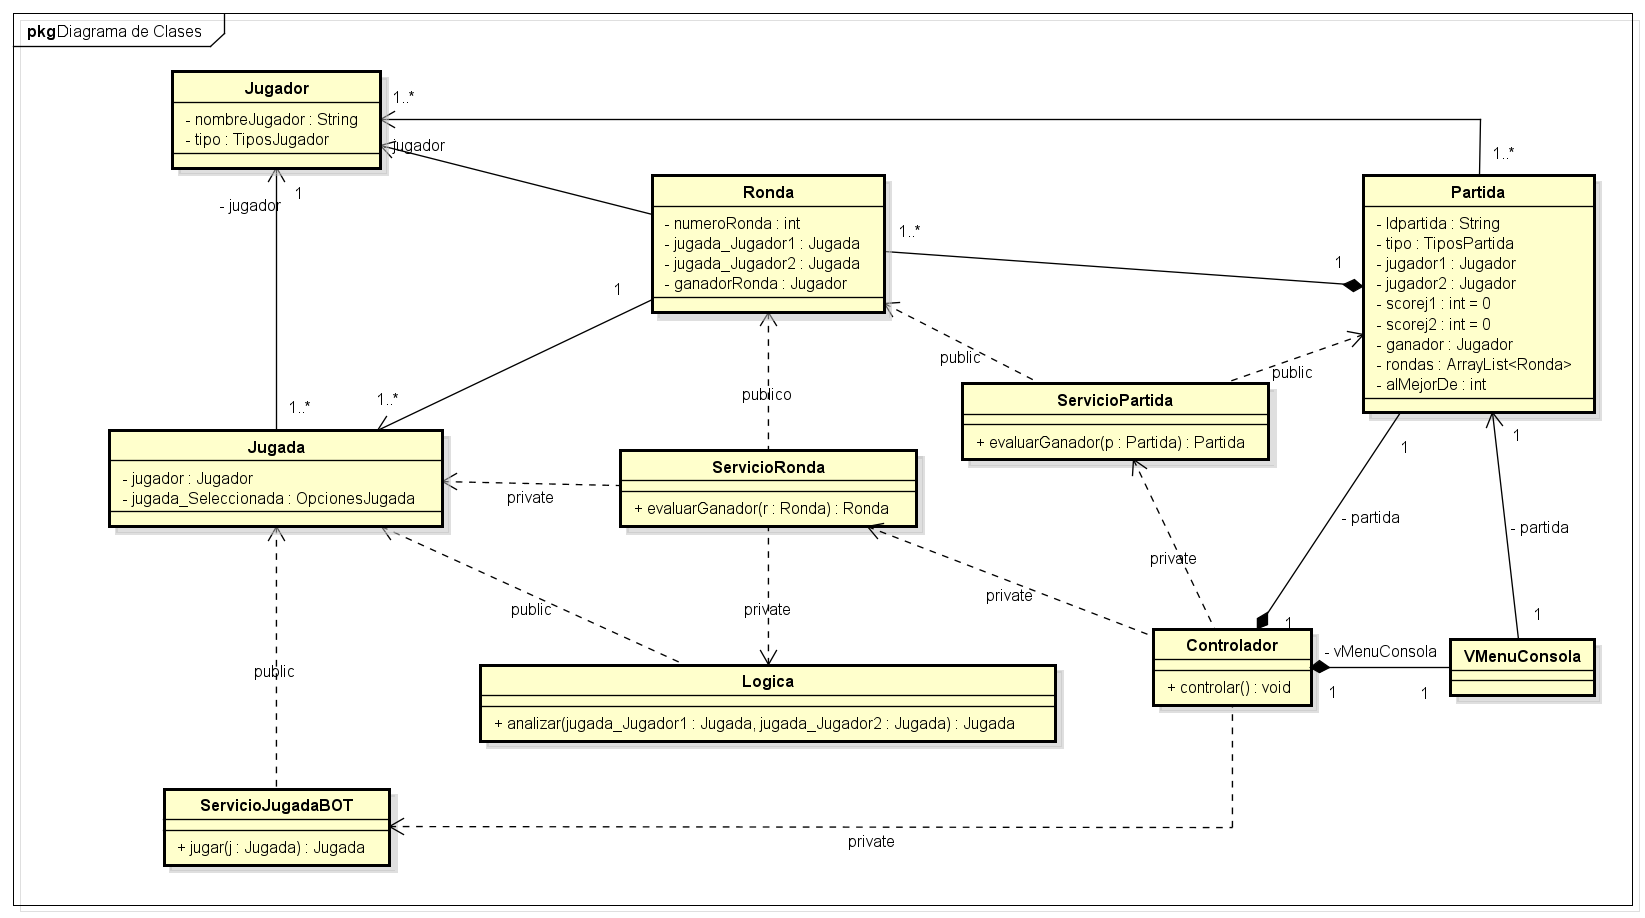 pkg Diagrama de Clases
Jugador
- nombreJugador : String
- tipo : TiposJugador
1..*
jugador
1
- jugador
1..*
Ronda
- numeroRonda : int
- jugada_Jugador1 : Jugada
- jugada_Jugador2 : Jugada
- ganadorRonda : Jugador
1..*
1
1..*
Partida
- Idpartida : String
- tipo : TiposPartida
- jugador1 : Jugador
- jugador2 : Jugador
- scorej1 : int = 0
- scorej2 : int = 0
- ganador : Jugador
- rondas : ArrayList<Ronda>
- alMejorDe : int
1
1..*
public
public
publico
ServicioPartida
+ evaluarGanador(p : Partida) : Partida
Jugada
- jugador : Jugador
- jugada_Seleccionada : OpcionesJugada
private
ServicioRonda
+ evaluarGanador(r : Ronda) : Ronda
1
1
- partida
- partida
private
private
public
private
1
1
Logica
+ analizar(jugada_Jugador1 : Jugada, jugada_Jugador2 : Jugada) : Jugada
Controlador
+ controlar() : void
- vMenuConsola
1
1
VMenuConsola
public
ServicioJugadaBOT
+ jugar(j : Jugada) : Jugada
private